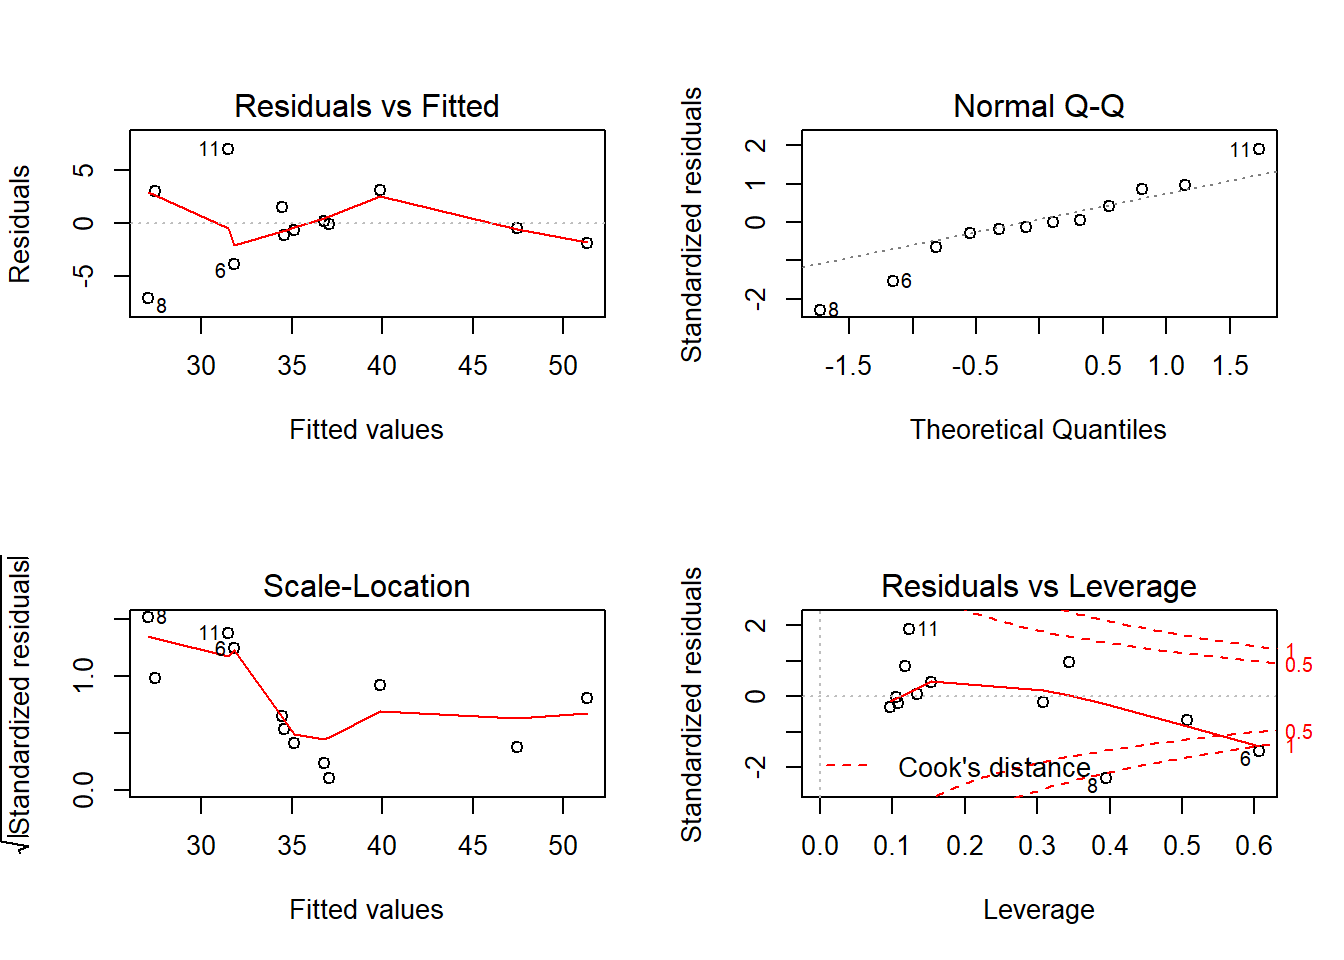 Residuals vs Fitted
Residuals
5
0
-5
11
6
8
30 35 40 45 50
Fitted values
Normal Q-Q
Standardized residuals
2
1
0
-2
11
6
8
-1.5 -0.5 0.5 1.0 1.5
Theoretical Quantiles
Scale-Location
√|Standardized residuals|
1.0
0.0
8
11
6
30 35 40 45 50
Fitted values
Residuals vs Leverage
Standardized residuals
2
0
-2
11
1
0.5
0.5
1
6
8
Cook's distance
0.0 0.1 0.2 0.3 0.4 0.5 0.6
Leverage